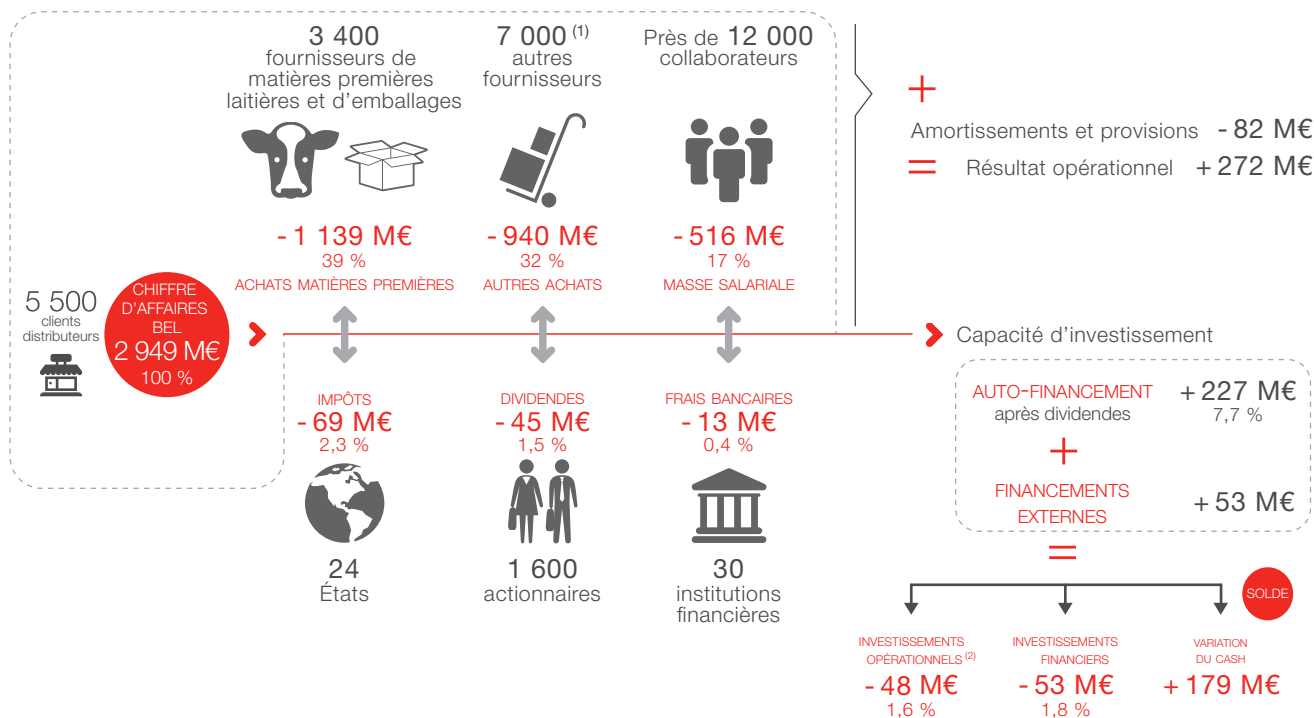 3 400
fournisseurs de
matières premières
laitières et d'emballages
7 000 (1)
autres
fournisseurs
Près de 12 000
collaborateurs
+
Amortissements et provisions - 82 M€
= Résultat opérationnel + 272 M€
- 1 139 M€
39 %
ACHATS MATIÈRES PREMIÈRES
- 940 M€
32 %
AUTRES ACHATS
- 516 M€
17 %
MASSE SALARIALE
5 500
clients
distributeurs
CHIFFRE
D'AFFAIRES
BEL
2 949 M€
100 %
Capacité d'investissement
IMPÔTS
- 69 M€
2,3 %
24
États
DIVIDENDES
- 45 M€
1,5 %
1 600
actionnaires
FRAIS BANCAIRES
- 13 M€
0,4 %
30
institutions
financières
AUTO-FINANCEMENT + 227 M€
après dividendes 7,7 %
+
FINANCEMENTS
EXTERNES + 53 M€
=
SOLDE
INVESTISSEMENTS
OPÉRATIONNELS (2)
- 48 M€
1,6 %
INVESTISSEMENTS
FINANCIERS
- 53 M€
1,8 %
VARIATION
DU CASH
+ 179 M€